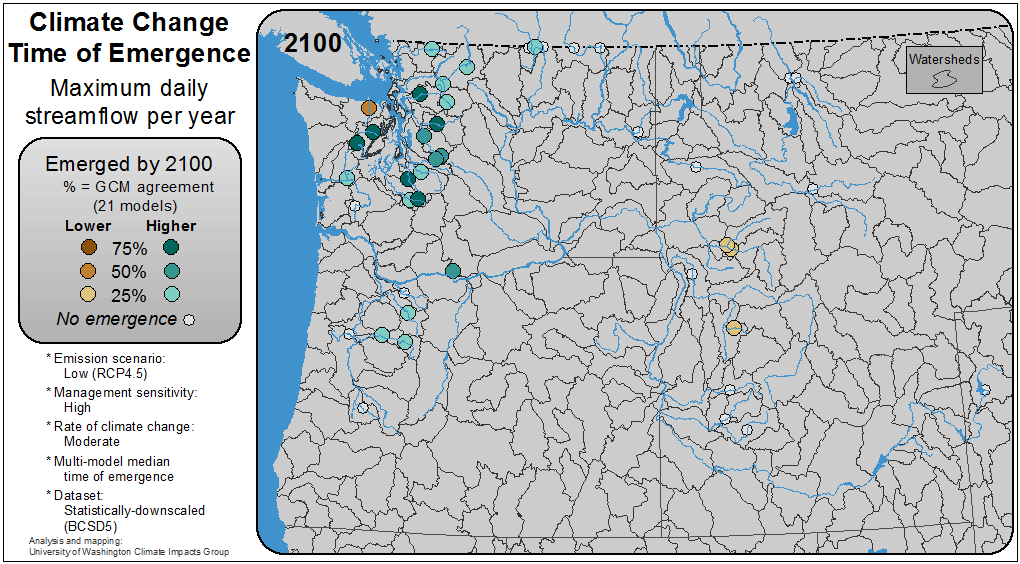 Climate Change
Time of Emergence
Maximum daily
streamflow per year
Emerged by 2100
% = GCM agreement
(21 models)
Lower Higher
75%
50%
25%
No emergence
* Emission scenario:
Low (RCP4.5)
* Management sensitivity:
High
* Rate of climate change:
Moderate
* Multi-model median
time of emergence
* Dataset:
Statistically-downscaled
(BCSD5)
Analysis and mapping:
University of Washington Climate Impacts Group
2100
Watersheds